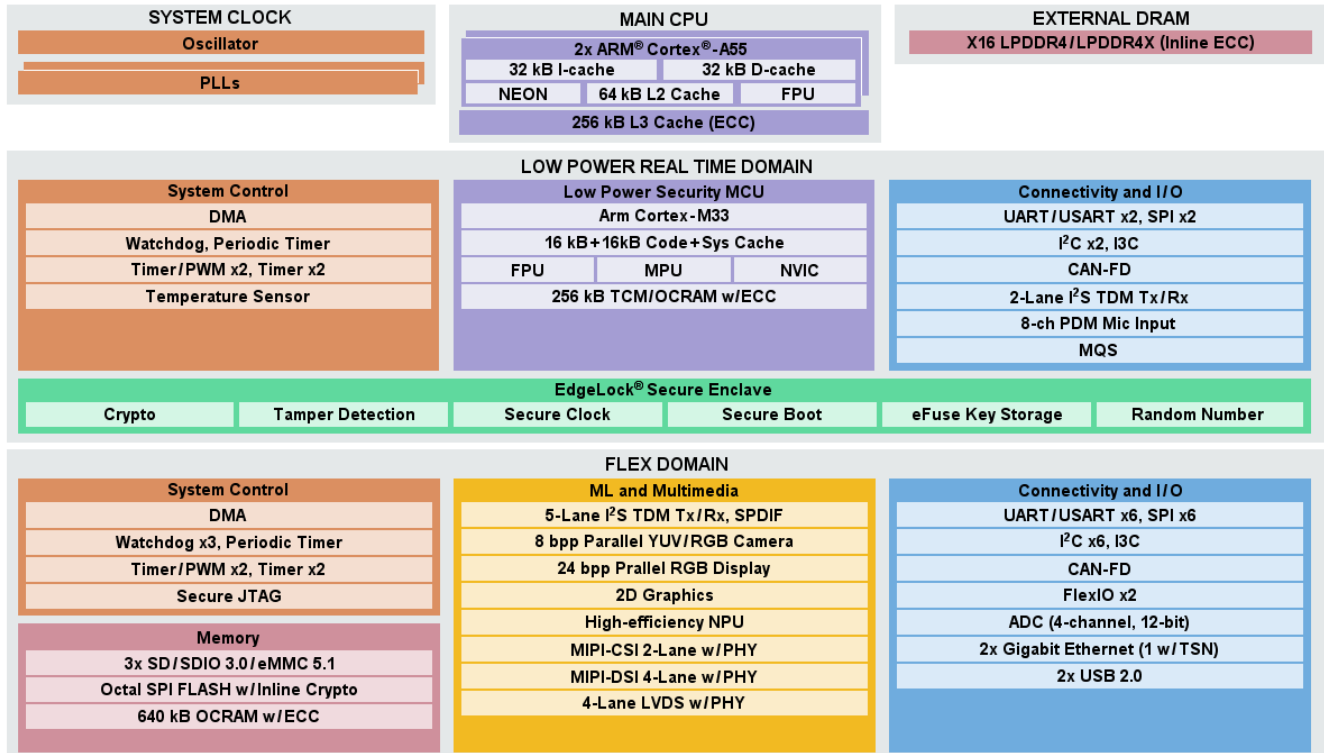 SYSTEM CLOCK
Oscillator
PLLs
MAIN CPU
2x ARM® Cortex®-A55
32 kB I-cache
32 kB D-cache
NEON
64 kB L2 Cache
FPU
256 kB L3 Cache (ECC)
EXTERNAL DRAM
X16 LPDDR4/LPDDR4X (Inline ECC)
LOW POWER REAL TIME DOMAIN
System Control
DMA
Watchdog, Periodic Timer
Timer/PWM x2, Timer x2
Temperature Sensor
Low Power Security MCU
Arm Cortex-M33
16 kB+16kB Code+Sys Cache
FPU
MPU
NVIC
256 kB TCM/OCRAM w/ECC
Connectivity and I/O
UART/USART x2, SPI x2
I²C x2, I3C
CAN-FD
2-Lane I²S TDM Tx/Rx
8-ch PDM Mic Input
MQS
EdgeLock® Secure Enclave
Crypto
Tamper Detection
Secure Clock
Secure Boot
eFuse Key Storage
Random Number
FLEX DOMAIN
System Control
DMA
Watchdog x3, Periodic Timer
Timer/PWM x2, Timer x2
Secure JTAG
Memory
3x SD/SDIO 3.0/eMMC 5.1
Octal SPI FLASH w/Inline Crypto
640 kB OCRAM w/ECC
ML and Multimedia
5-Lane I²S TDM Tx/Rx, SPDIF
8 bpp Parallel YUV/RGB Camera
24 bpp Prallel RGB Display
2D Graphics
High-efficiency NPU
MIPI-CSI 2-Lane w/PHY
MIPI-DSI 4-Lane w/PHY
4-Lane LVDS w/PHY
Connectivity and I/O
UART/USART x6, SPI x6
I²C x6, I3C
CAN-FD
FlexIO x2
ADC (4-channel, 12-bit)
2x Gigabit Ethernet (1 w/TSN)
2x USB 2.0